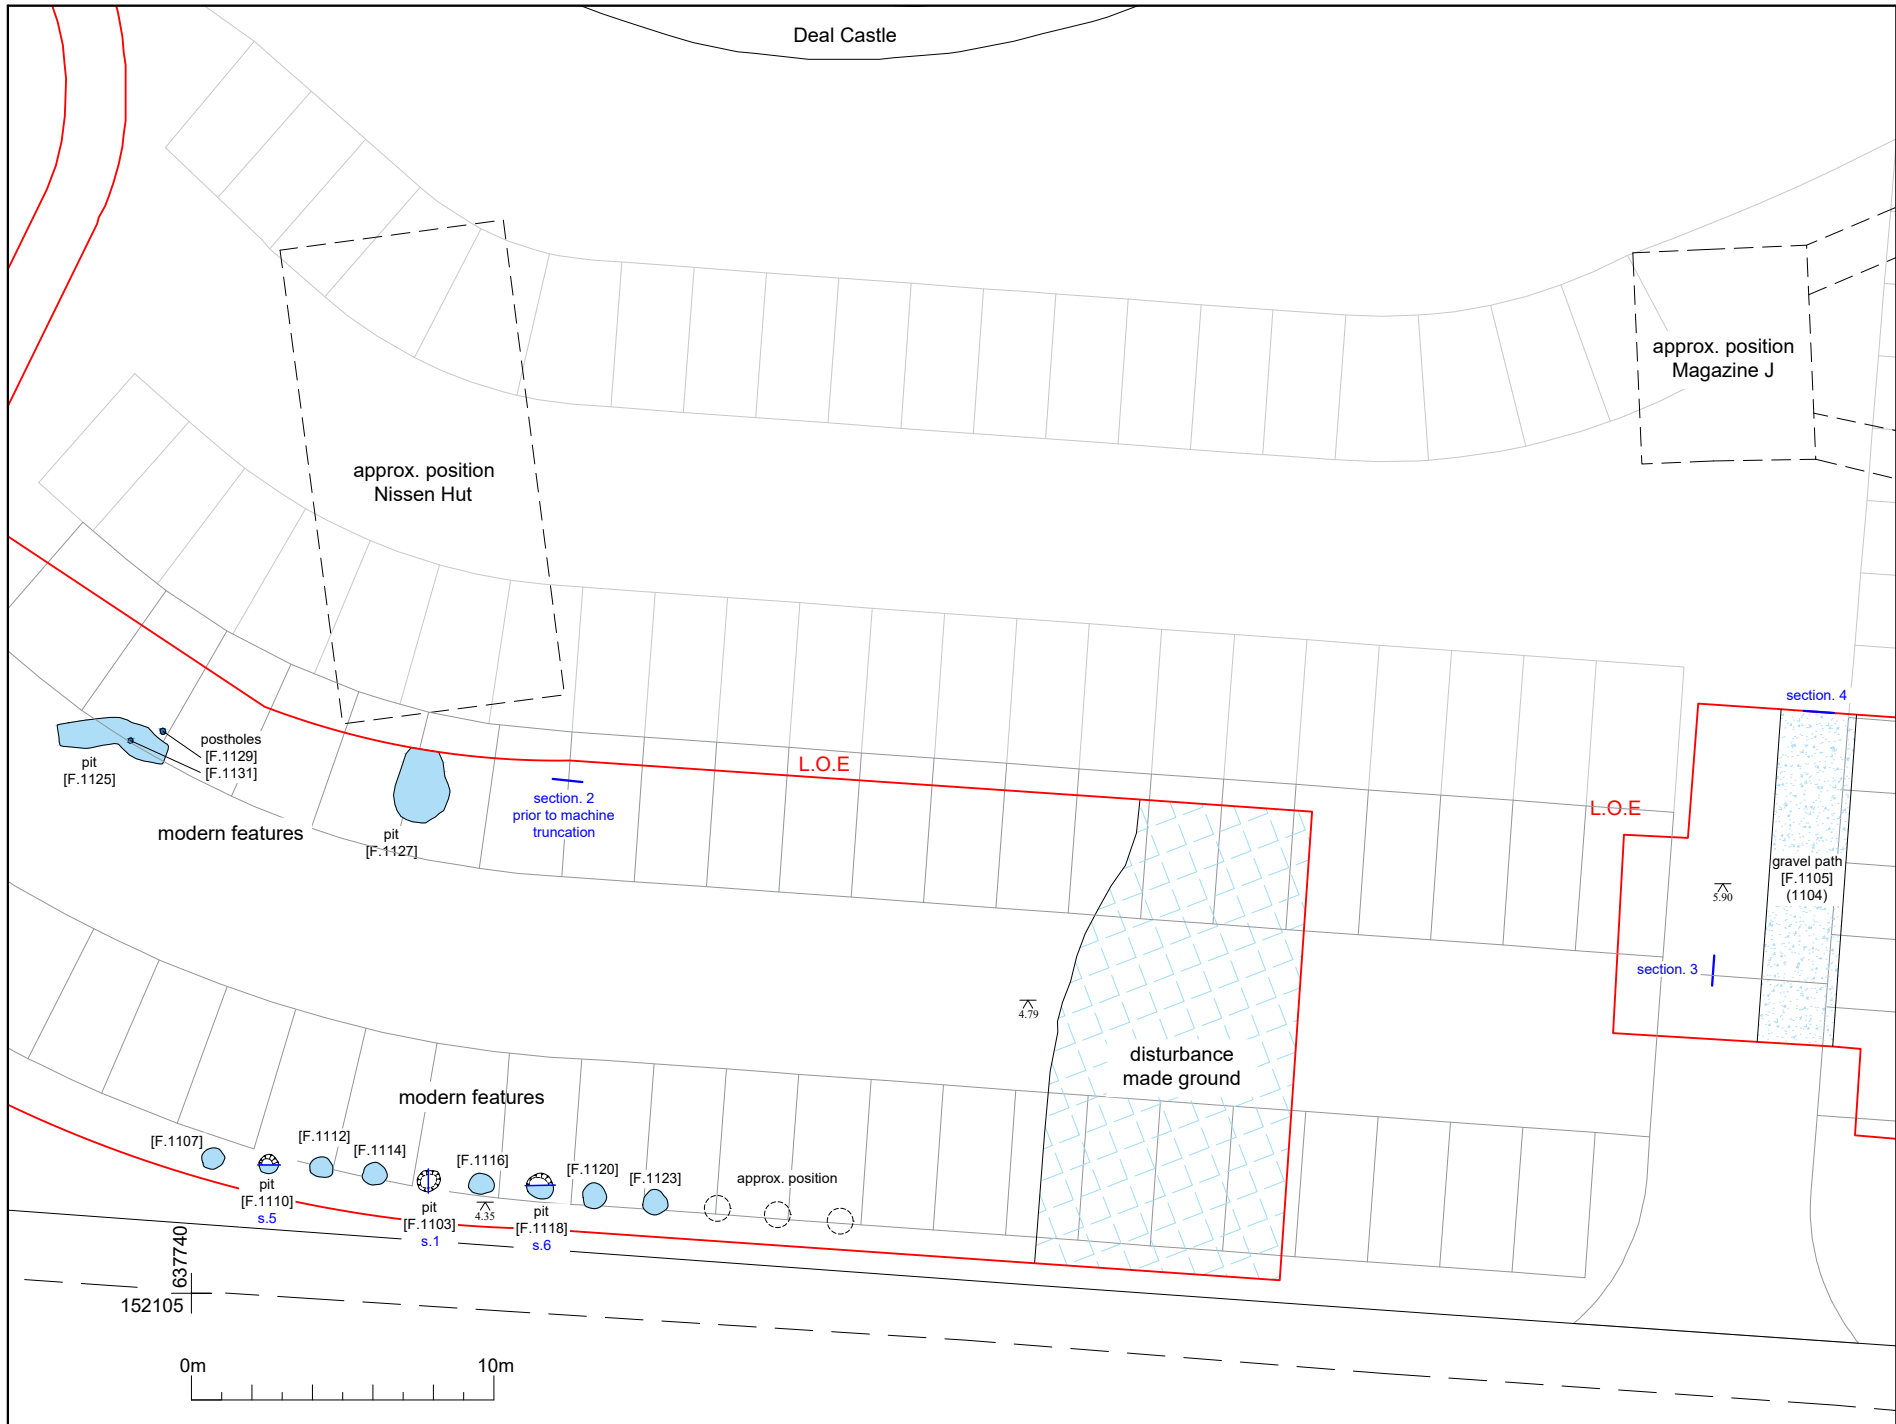 Deal Castle
approx. position
Magazine J
approx. position
Nissen Hut
section. 4
postholes
[F.1129]
[F.1131]
pit
[F.1125]
L.O.E
section. 2
prior to machine
truncation
L.O.E
modern features
pit
[F.1127]
gravel path
[F.1105]
(1104)
5.90
section. 3
4.79
disturbance
made ground
modern features
[F.1107]
[F.1112]
[F.1114]
[F.1116]
[F.1120]
[F.1123]
approx. position
pit
[F.1110]
s.5
pit
[F.1103]
s.1
4.35
pit
[F.1118]
s.6
637740
152105
0m
10m